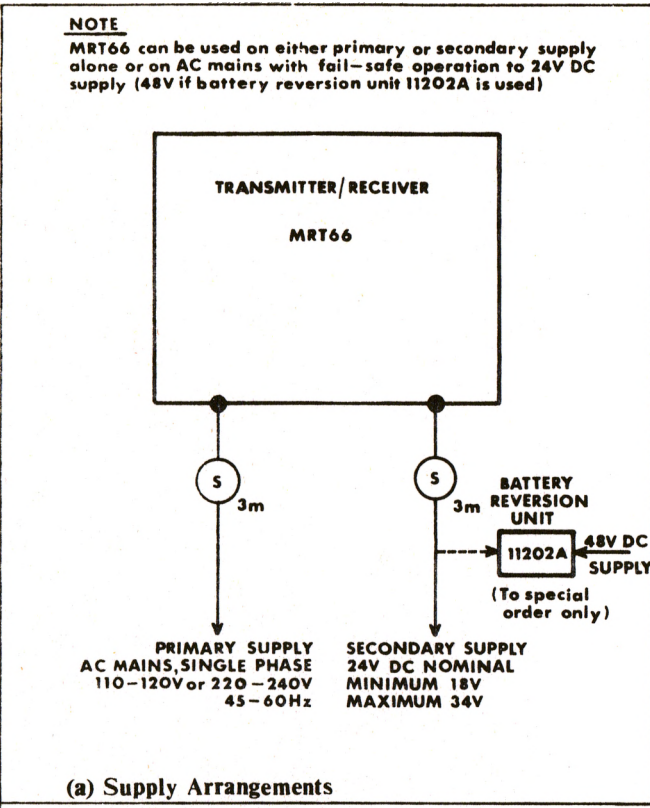 NOTE
MRT66 can be used on either primary or secondary supply
alone or on AC mains with fail-safe operation to 24V DC
supply (48V if battery reversion unit 11202A is used)
TRANSMITTER/RECEIVER
MRT66
S
3m
S
3m
BATTERY
REVERSION
UNIT
11202A
48V DC
SUPPLY
(To special
order only)
PRIMARY SUPPLY
AC MAINS, SINGLE PHASE
110-120V or 220-240V
45-60Hz
SECONDARY SUPPLY
24V DC NOMINAL
MINIMUM 18V
MAXIMUM 34V
(a) Supply Arrangements